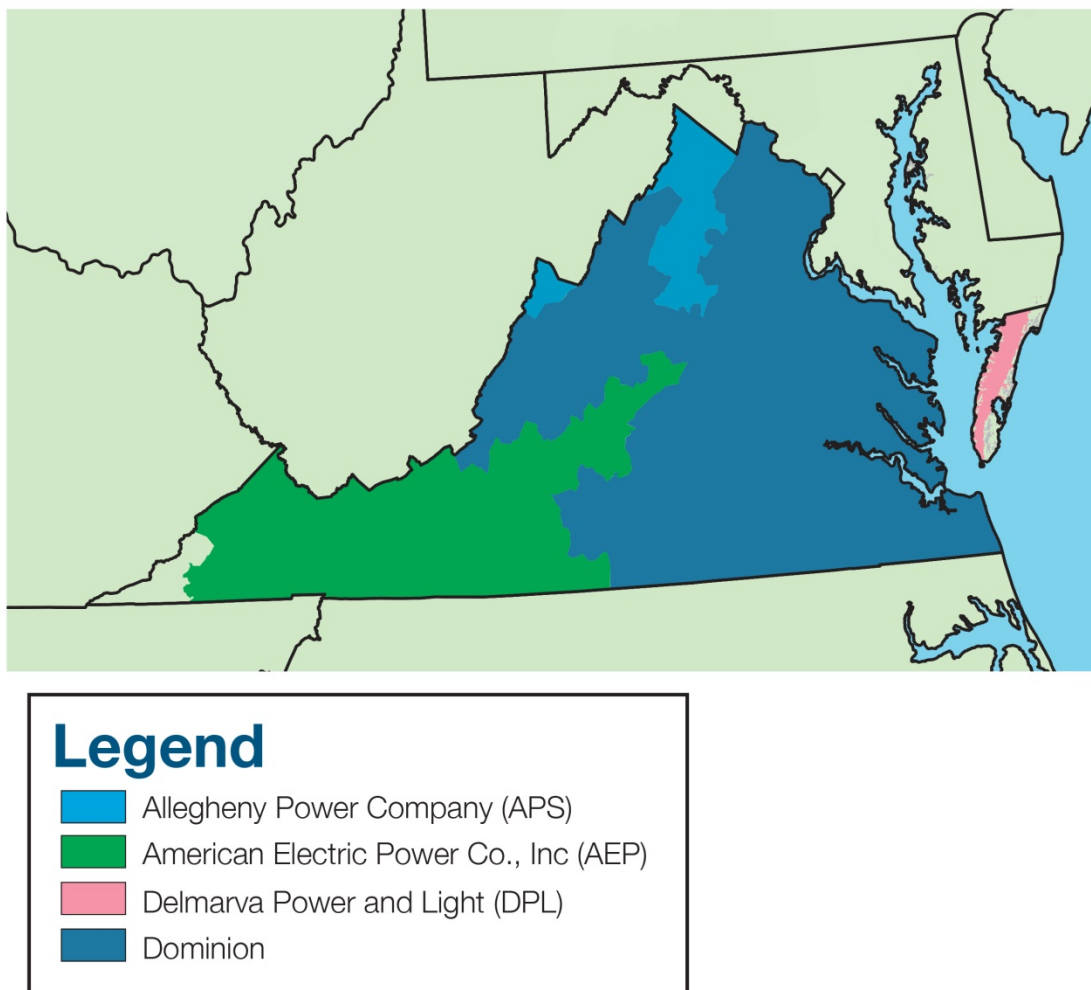 Legend
Allegheny Power Company (APS)
American Electric Power Co., Inc (AEP)
Delmarva Power and Light (DPL)
Dominion